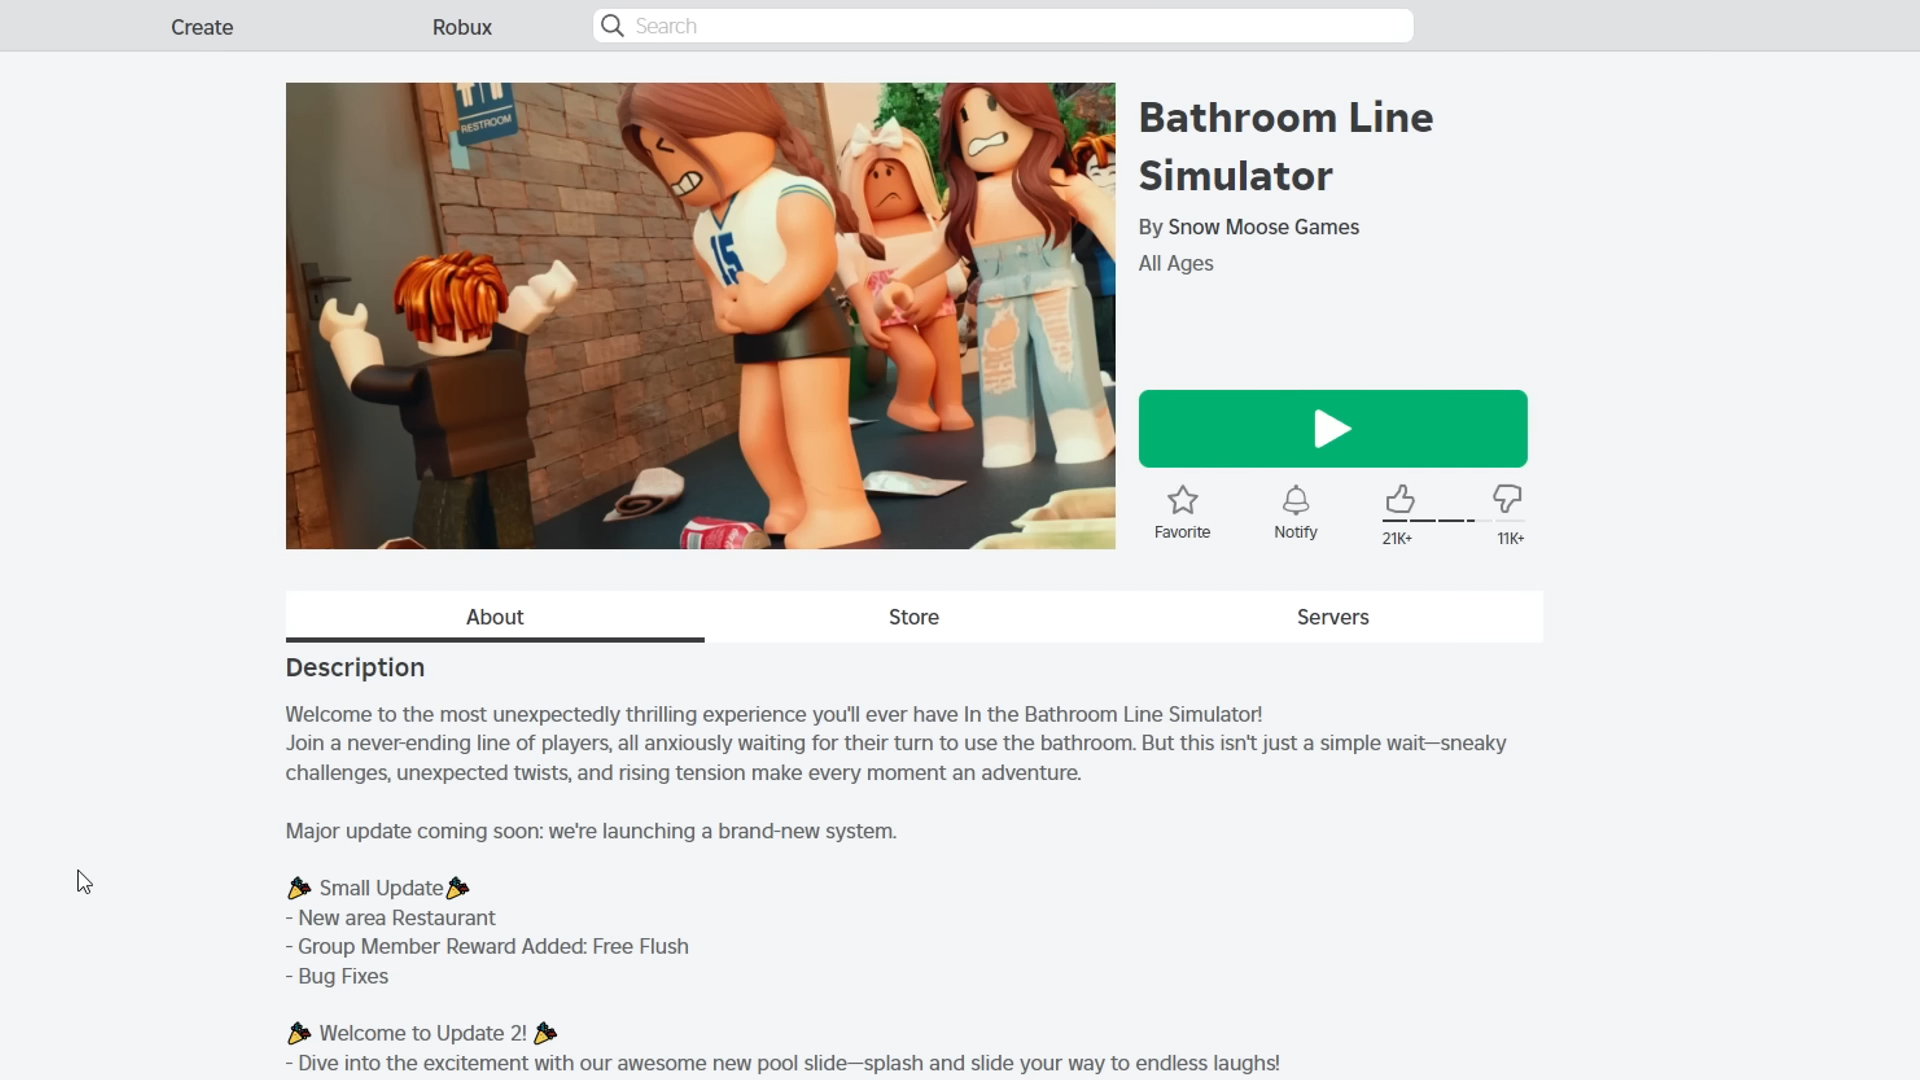 Create
Robux
Search
RESTROOM
15
Bathroom Line
Simulator
By Snow Moose Games
All Ages
Favorite
Notify
21K+
11K+
About
Store
Servers
Description
Welcome to the most unexpectedly thrilling experience you'll ever have In the Bathroom Line Simulator!
Join a never-ending line of players, all anxiously waiting for their turn to use the bathroom. But this isn't just a simple wait—sneaky
challenges, unexpected twists, and rising tension make every moment an adventure.
Major update coming soon: we're launching a brand-new system.
🎉 Small Update🎉
- New area Restaurant
- Group Member Reward Added: Free Flush
- Bug Fixes
🎉 Welcome to Update 2! 🎉
- Dive into the excitement with our awesome new pool slide—splash and slide your way to endless laughs!